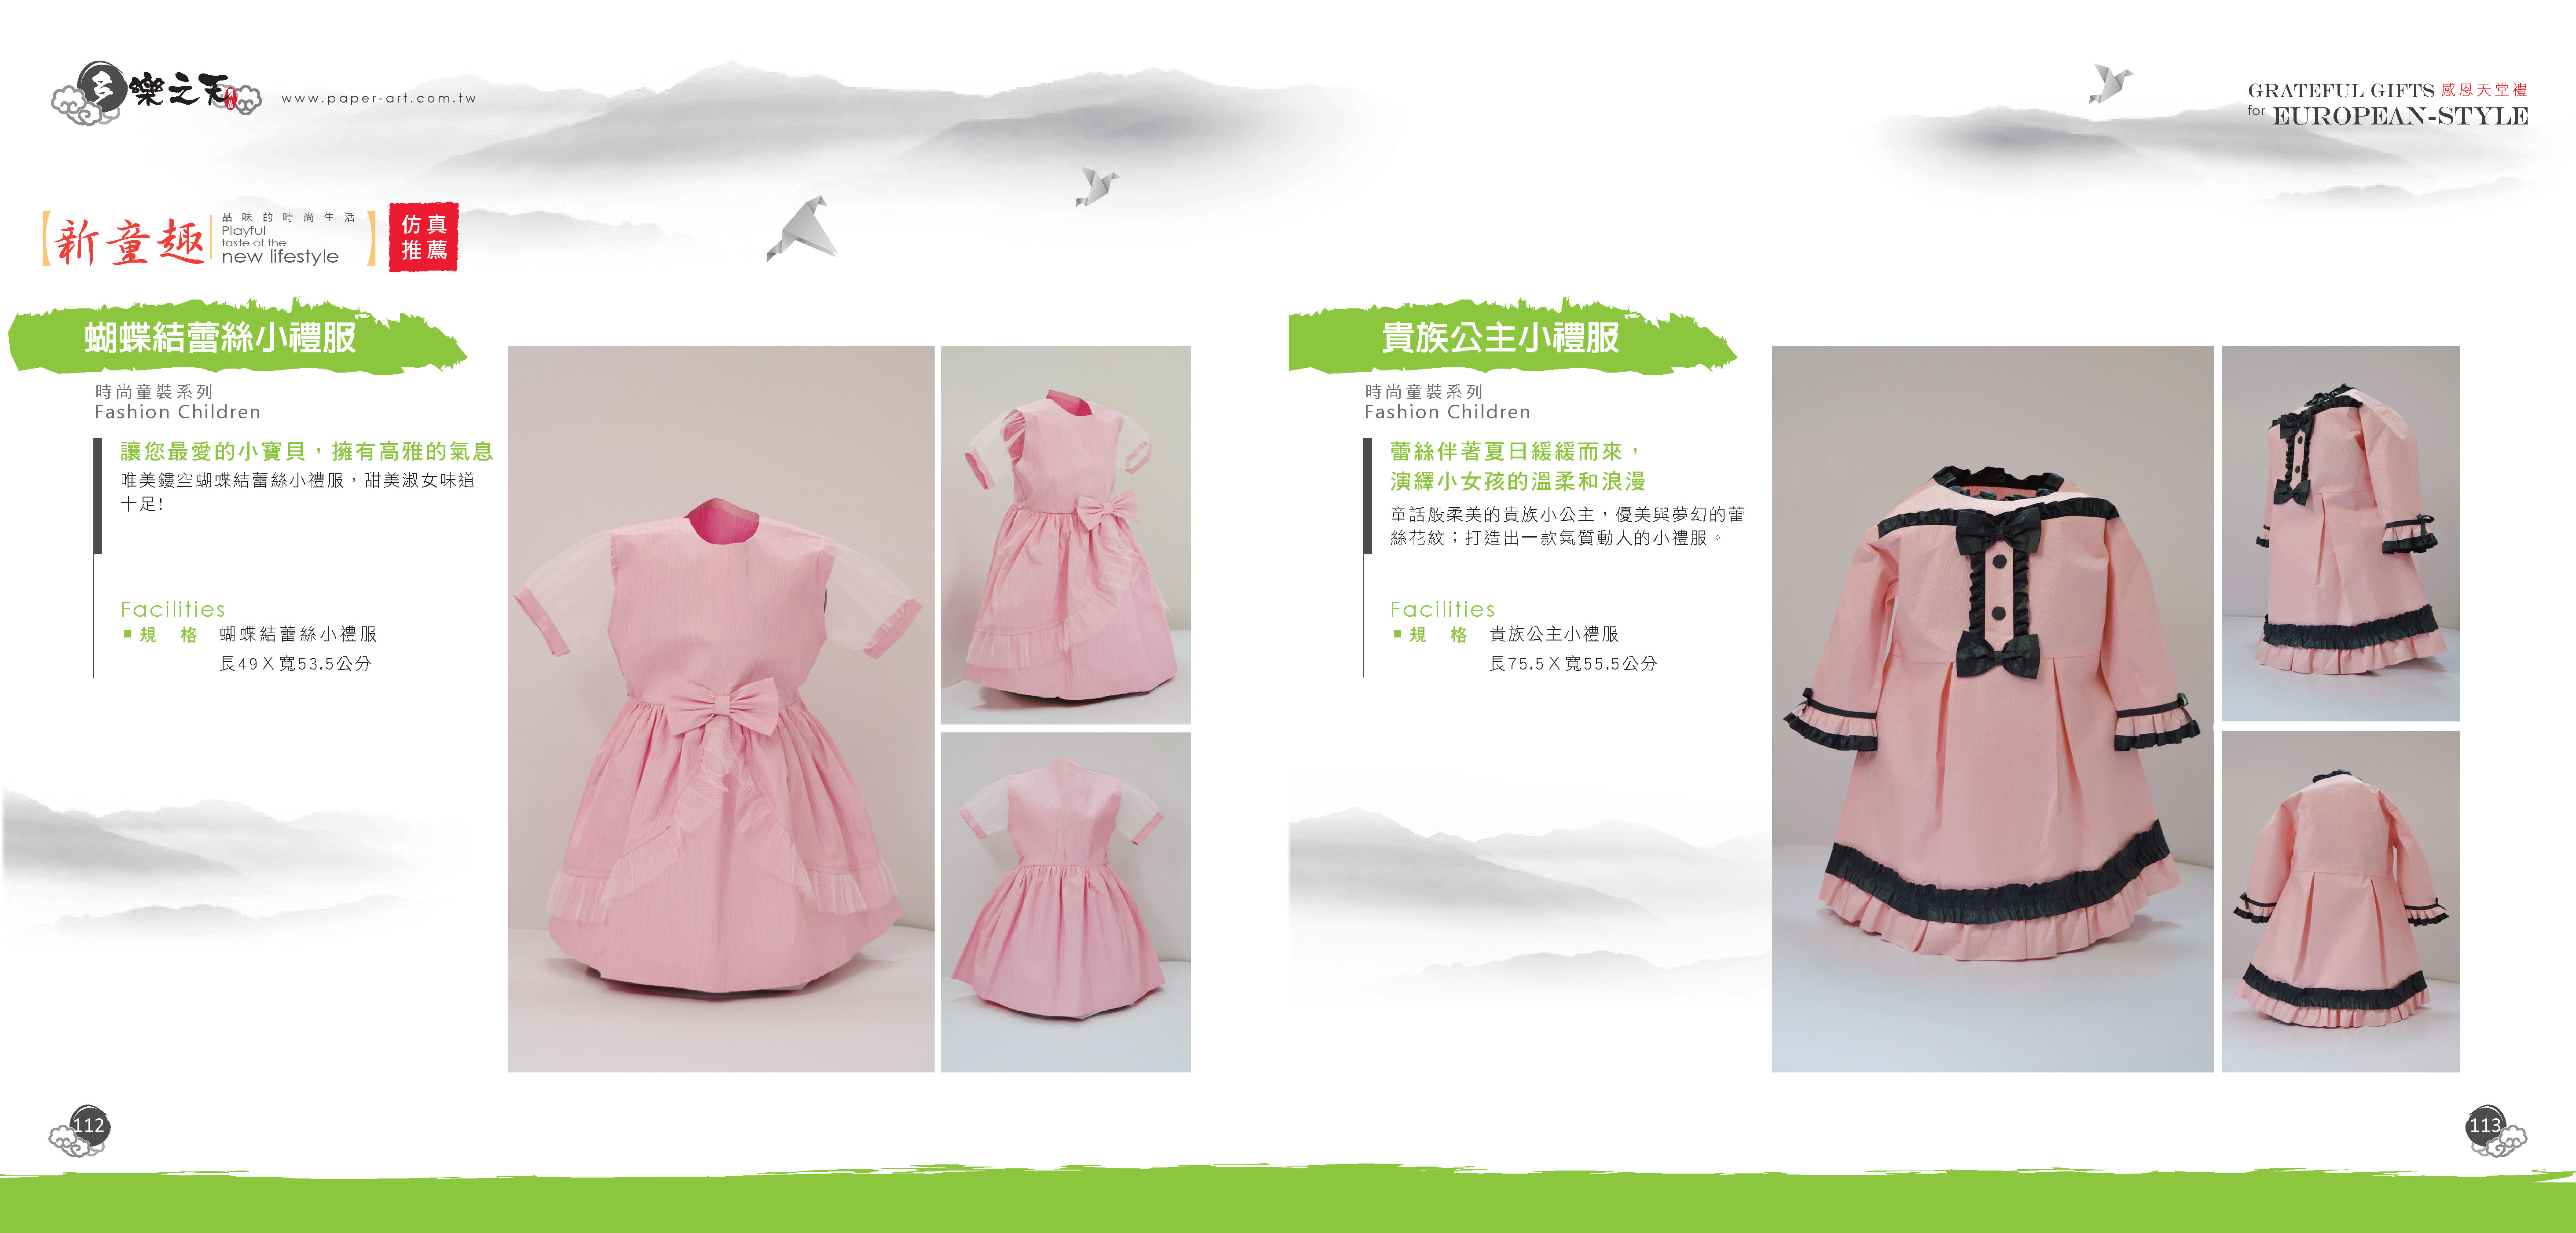 樂之天
www.paper-art.com.tw
GRATEFUL GIFTS 感恩天堂禮
for EUROPEAN-STYLE
新童趣
品味的時尚生活
Playful
taste of the
new lifestyle
仿真
推薦
蝴蝶結蕾絲小禮服
時尚童裝系列
Fashion Children
讓您最愛的小寶貝，擁有高雅的氣息
唯美鏤空蝴蝶結蕾絲小禮服，甜美淑女味道
十足!
Facilities
規 格 蝴蝶結蕾絲小禮服
長49X寬53.5公分
112
貴族公主小禮服
時尚童裝系列
Fashion Children
蕾絲伴著夏日緩緩而來，
演繹小女孩的溫柔和浪漫
童話般柔美的貴族小公主，優美與夢幻的蕾
絲花紋；打造出一款氣質動人的小禮服。
Facilities
規 格 貴族公主小禮服
長75.5X寬55.5公分
113